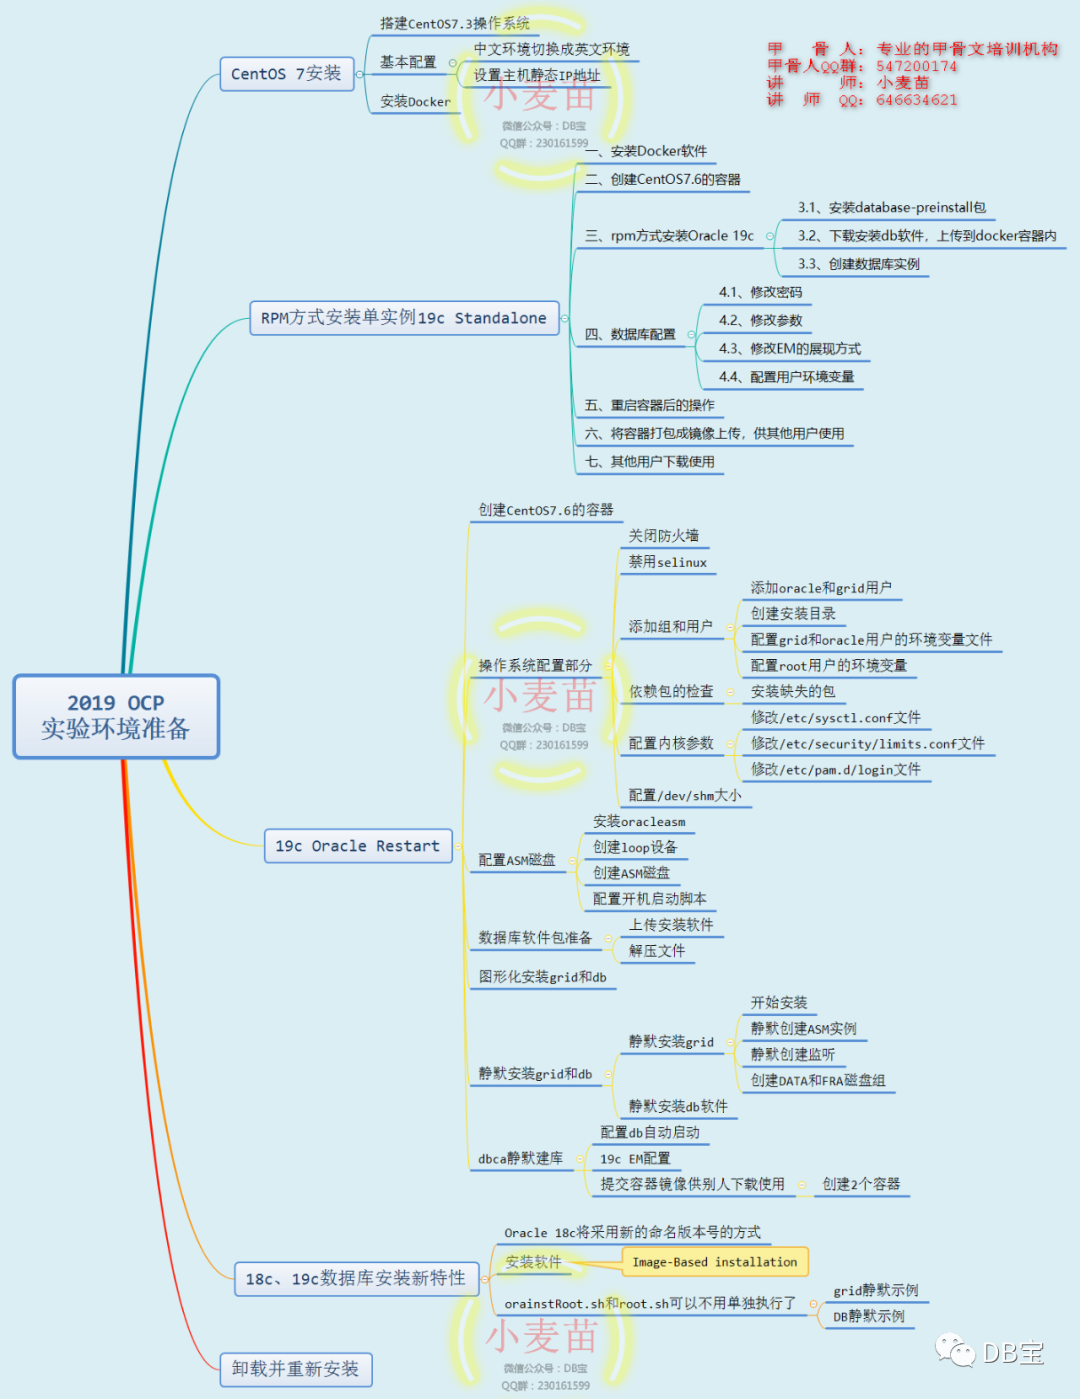 搭建CentOS7.3操作系统
中文环境切换成英文环境
基本配置
设置主机静态IP地址
CentOS 7安装
安装Docker
甲 骨 人：专业的甲骨文培训机构
甲骨人QQ群：547200174
讲 师：小麦苗
讲 师 QQ：646634621
小麦苗
微信公众号：DB宝
QQ群：230161599
一、安装Docker软件
二、创建CentOS7.6的容器
3.1、安装database-preinstall包
三、rpm方式安装Oracle 19c
3.2、下载安装db软件，上传到docker容器内
3.3、创建数据库实例
RPM方式安装单实例19c Standalone
4.1、修改密码
4.2、修改参数
四、数据库配置
4.3、修改EM的展现方式
4.4、配置用户环境变量
五、重启容器后的操作
六、将容器打包成镜像上传，供其他用户使用
七、其他用户下载使用
2019 OCP
实验环境准备
创建CentOS7.6的容器
关闭防火墙
禁用selinux
添加oracle和grid用户
创建安装目录
添加组和用户
配置grid和oracle用户的环境变量文件
配置root用户的环境变量
操作系统配置部分
小麦苗
微信公众号：DB宝
QQ群：230161599
依赖包的检查
安装缺失的包
修改/etc/sysctl.conf文件
配置内核参数
修改/etc/security/limits.conf文件
修改/etc/pam.d/login文件
配置/dev/shm大小
19c Oracle Restart
安装oracleasm
创建loop设备
配置ASM磁盘
创建ASM磁盘
配置开机启动脚本
上传安装软件
数据库软件包准备
解压文件
图形化安装grid和db
开始安装
静默创建ASM实例
静默安装grid
静默创建监听
创建DATA和FRA磁盘组
静默安装grid和db
静默安装db软件
配置db自动启动
dbca静默建库
19c EM配置
提交容器镜像供别人下载使用
创建2个容器
Oracle 18c将采用新的命名版本号的方式
安装软件
Image-Based installation
18c、19c数据库安装新特性
orainstRoot.sh和root.sh可以不用单独执行了
grid静默示例
DB静默示例
小麦苗
微信公众号：DB宝
QQ群：230161599
卸载并重新安装
DB宝